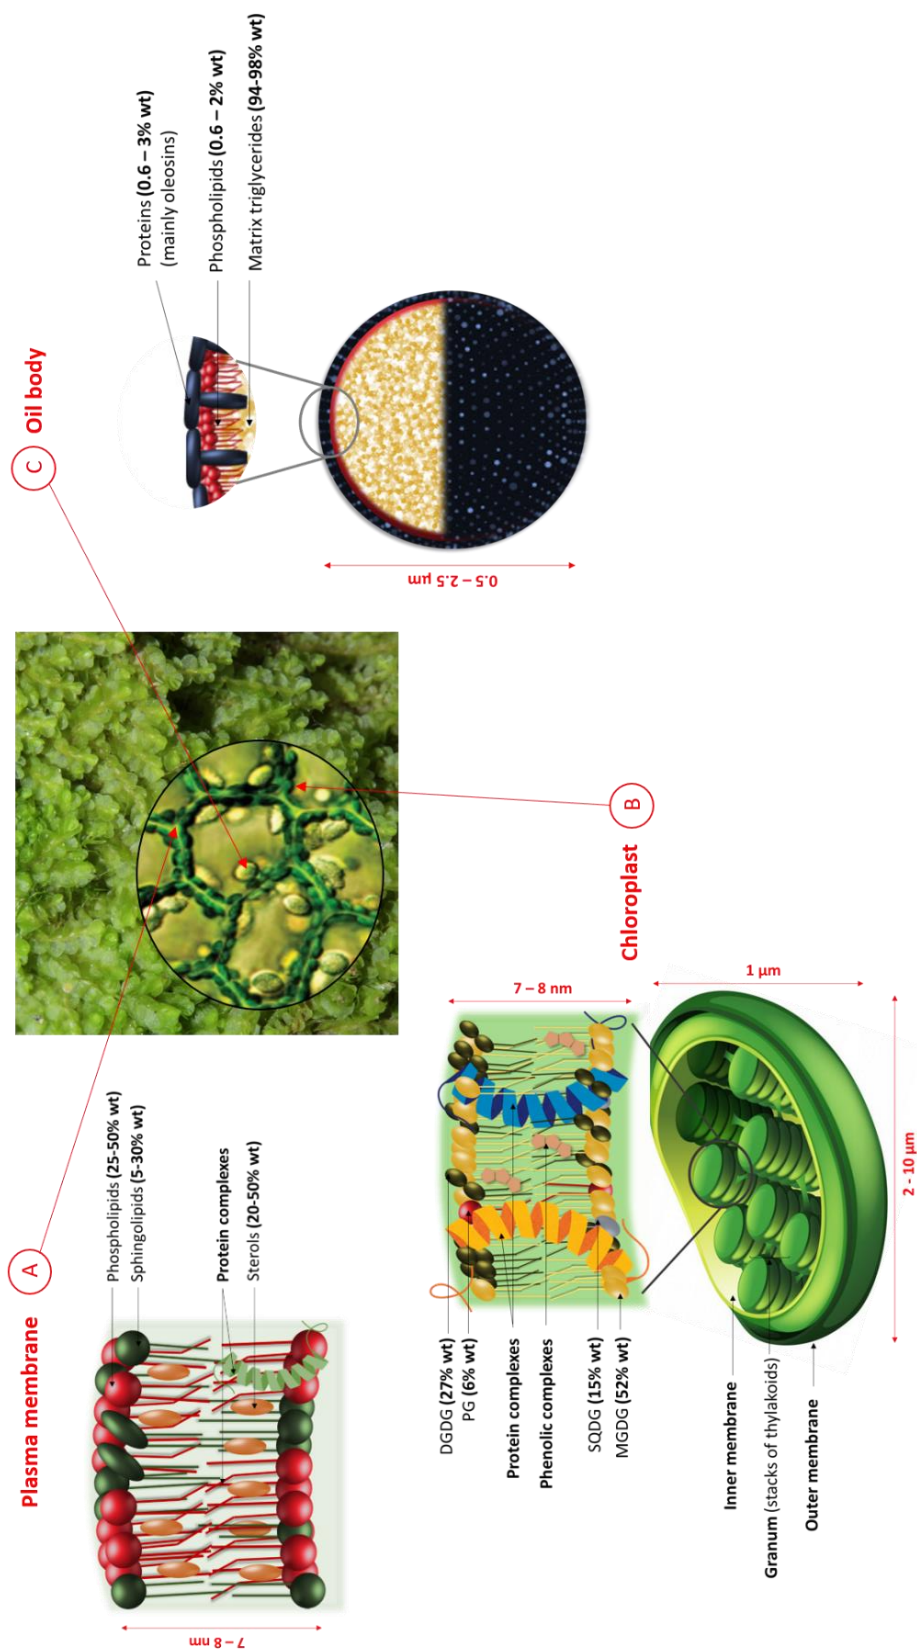 A
Plasma membrane
Phospholipids (25-50% wt)
Sphingolipids (5-30% wt)
Protein complexes
Sterols (20-50% wt)
7 – 8 nm
C
Oil body
Proteins (0.6 – 3% wt)
(mainly oleosins)
Phospholipids (0.6 – 2% wt)
Matrix triglycerides (94-98% wt)
0.5 – 2.5 µm
B
Chloroplast
7 – 8 nm
DGDG (27% wt)
PG (6% wt)
Protein complexes
Phenolic complexes
SQDG (15% wt)
MGDG (52% wt)
1 µm
Inner membrane
Granum (stacks of thylakoids)
Outer membrane
2 - 10 µm